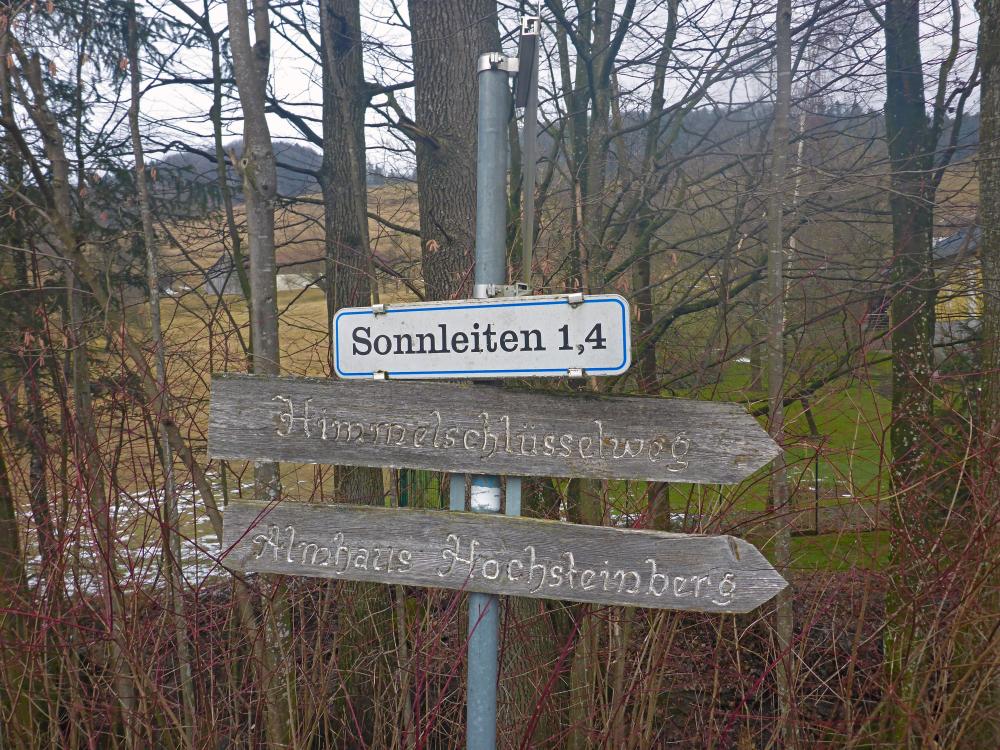 Sonnleiten 1,4
Himmelschlüsselweg
Almhaus Hochsteinberg